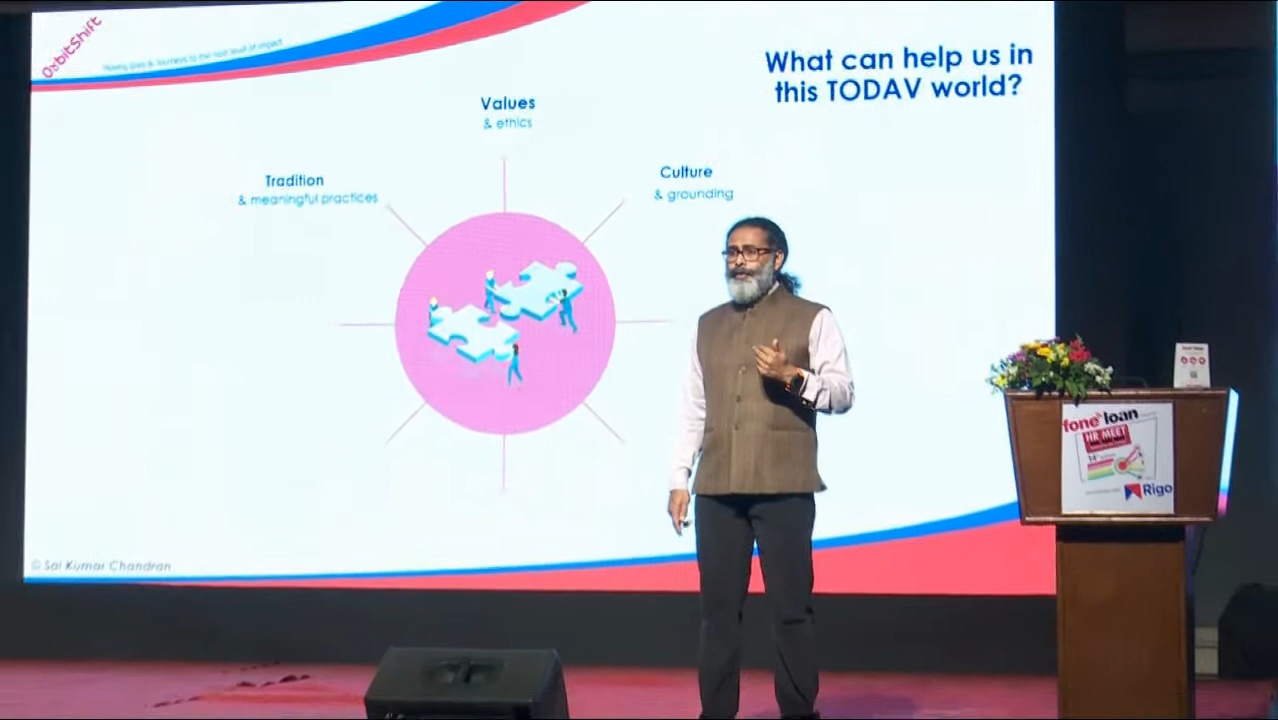 OrbitShift
What can help us in
this TODAV world?
Values
& ethics
Tradition
& meaningful practices
Culture
& grounding
© Sai Kumar Chandran
fone loan
HR MEET
14th
Rigo